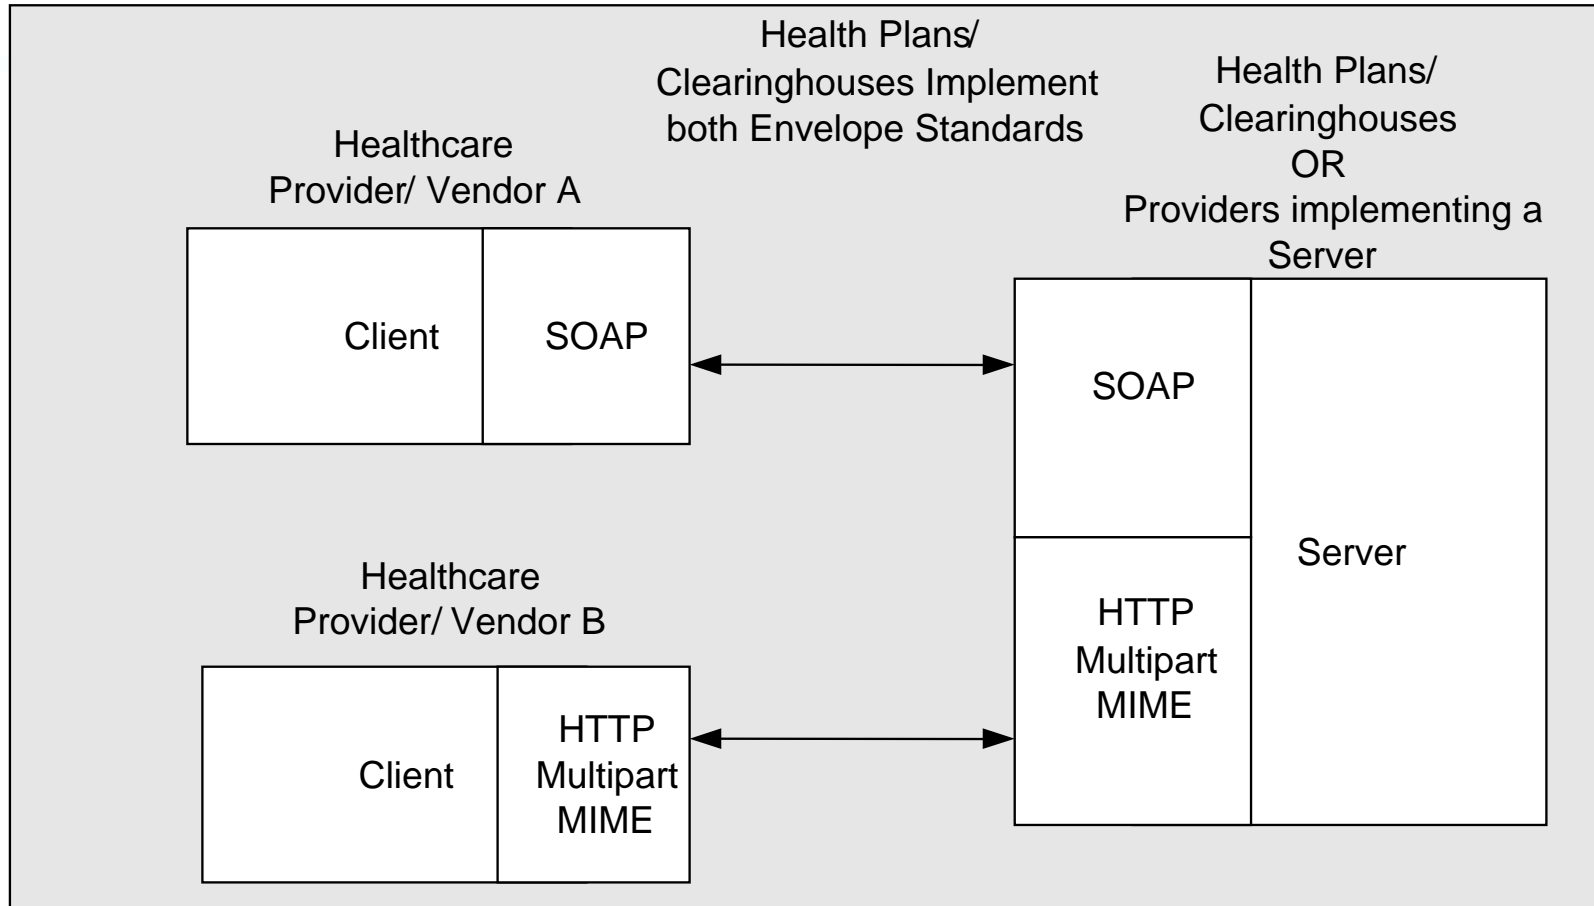 Health Plans/
Clearinghouses Implement
both Envelope Standards
Health Plans/
Clearinghouses
OR
Providers implementing a
Server
Healthcare
Provider/ Vendor A
Client
SOAP
SOAP
Server
HTTP
Multipart
MIME
Healthcare
Provider/ Vendor B
Client
HTTP
Multipart
MIME